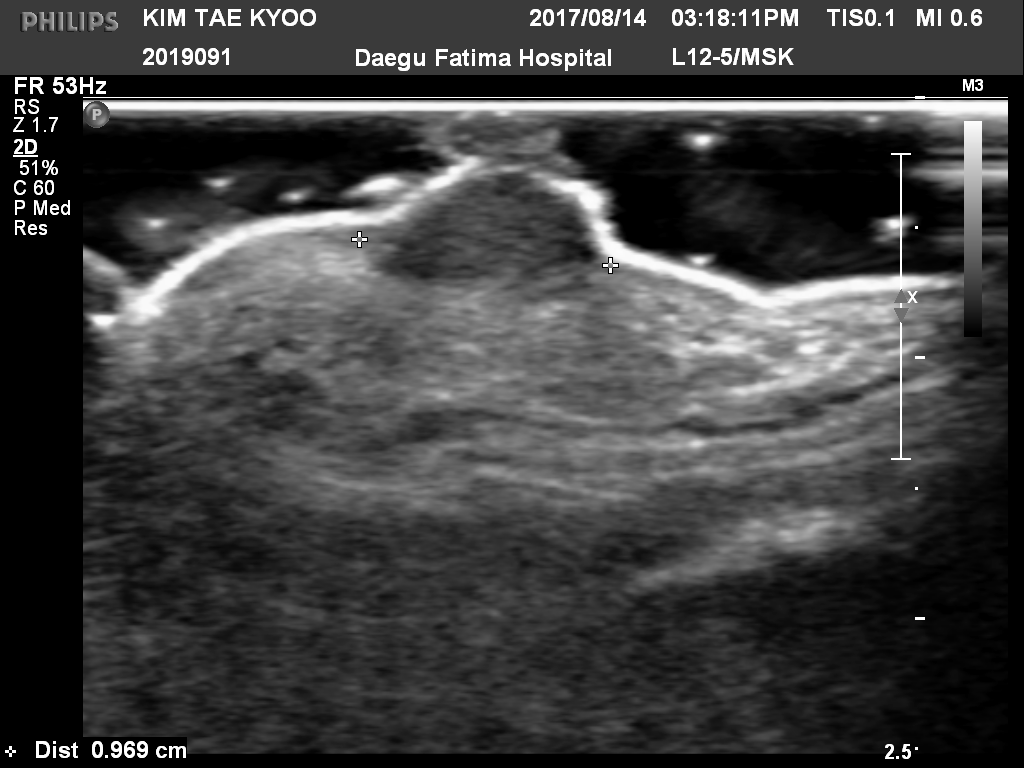 PHILIPS KIM TAE KYOO 2017/08/14 03:18:11PM TIS0.1 MI 0.6
2019091 Daegu Fatima Hospital L12-5/MSK
FR 53Hz M3
RS
P
Z 1.7
2D
51%
C 60
P Med
Res
X
Dist 0.969 cm 2.5